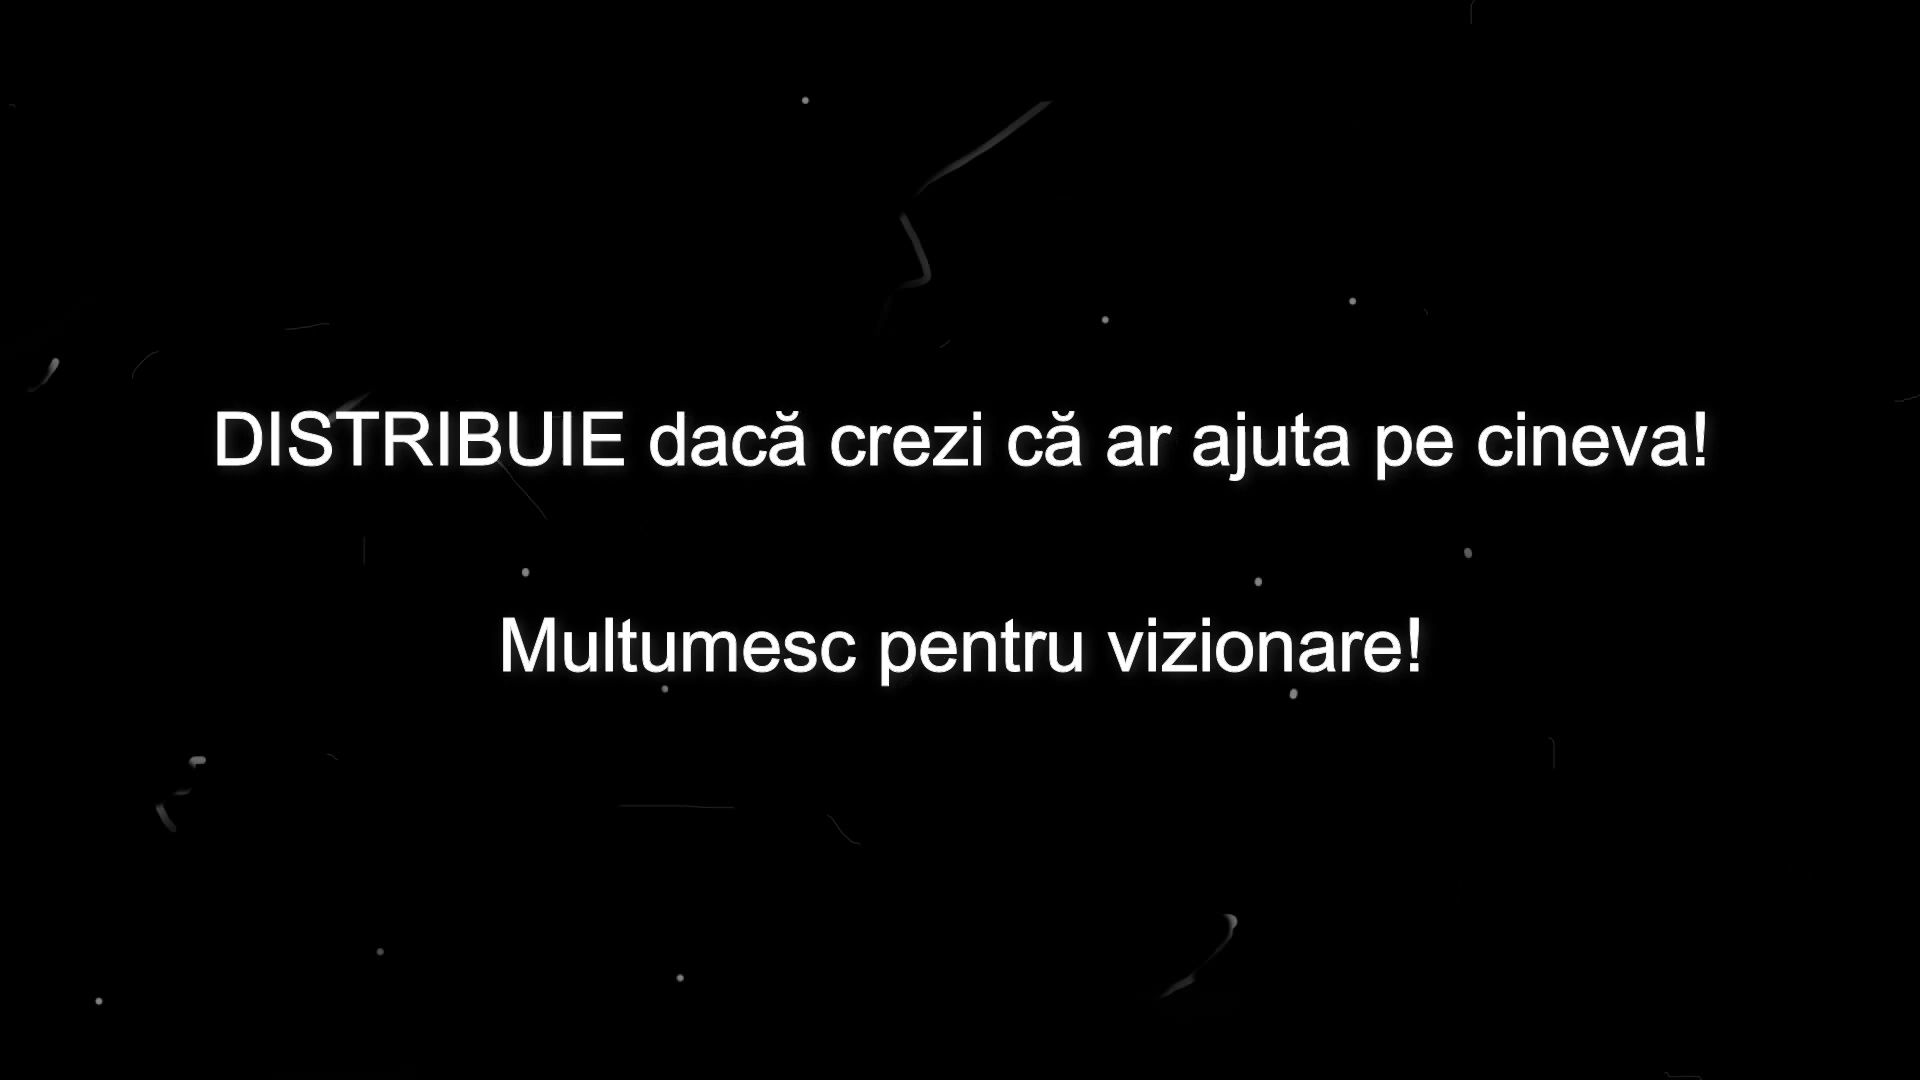 DISTRIBUIE dacă crezi că ar ajuta pe cineva!
Multumesc pentru vizionare!